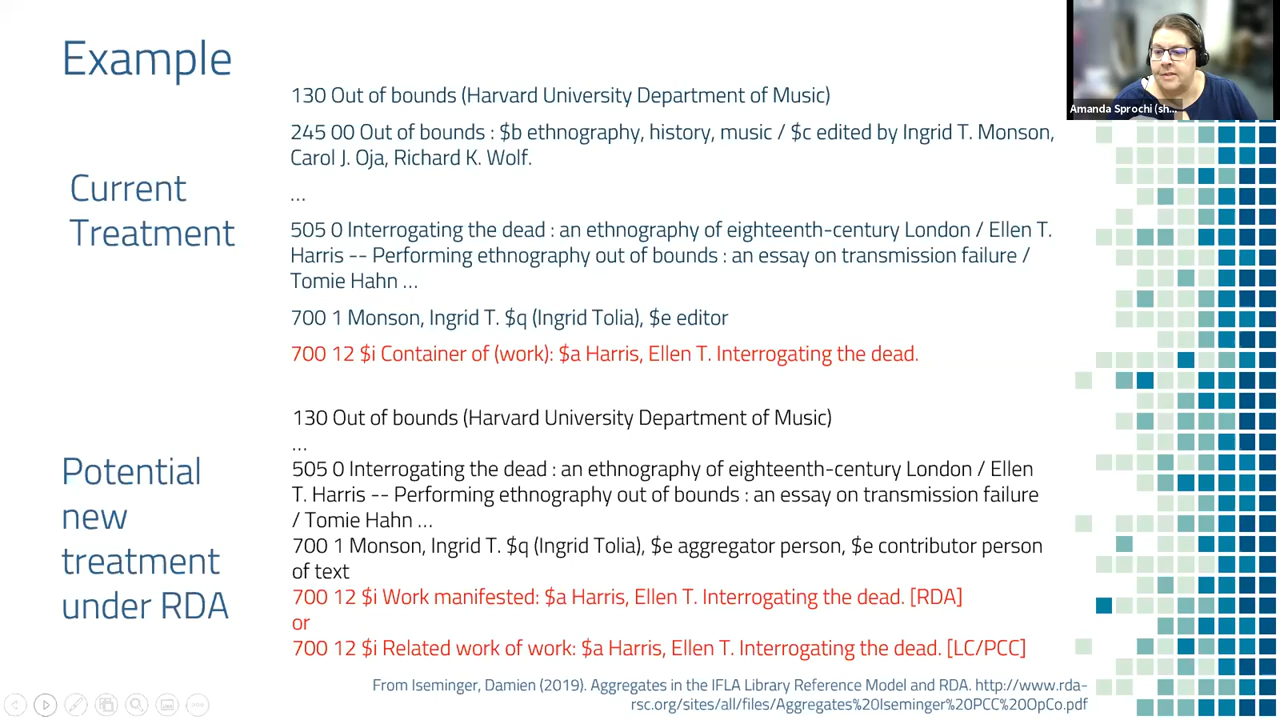 Example
130 Out of bounds (Harvard University Department of Music)
245 00 Out of bounds : $b ethnography, history, music / $c edited by Ingrid T. Monson,
Carol J. Oja, Richard K. Wolf.
Current
Treatment
...
505 0 Interrogating the dead : an ethnography of eighteenth-century London / Ellen T.
Harris -- Performing ethnography out of bounds : an essay on transmission failure /
Tomie Hahn ...
700 1 Monson, Ingrid T. $q (Ingrid Tolia), $e editor
700 12 $i Container of (work): $a Harris, Ellen T. Interrogating the dead.
Potential
new
treatment
under RDA
130 Out of bounds (Harvard University Department of Music)
...
505 0 Interrogating the dead : an ethnography of eighteenth-century London / Ellen
T. Harris -- Performing ethnography out of bounds : an essay on transmission failure
/ Tomie Hahn ...
700 1 Monson, Ingrid T. $q (Ingrid Tolia), $e aggregator person, $e contributor person
of text
700 12 $i Work manifested: $a Harris, Ellen T. Interrogating the dead. [RDA]
or
700 12 $i Related work of work: $a Harris, Ellen T. Interrogating the dead. [LC/PCC]
From Iseminger, Damien (2019). Aggregates in the IFLA Library Reference Model and RDA. http://www.rda-
rsc.org/sites/all/files/Aggregates%20Iseminger%20PCC%20OpCo.pdf
Amanda Sprochi (sh...